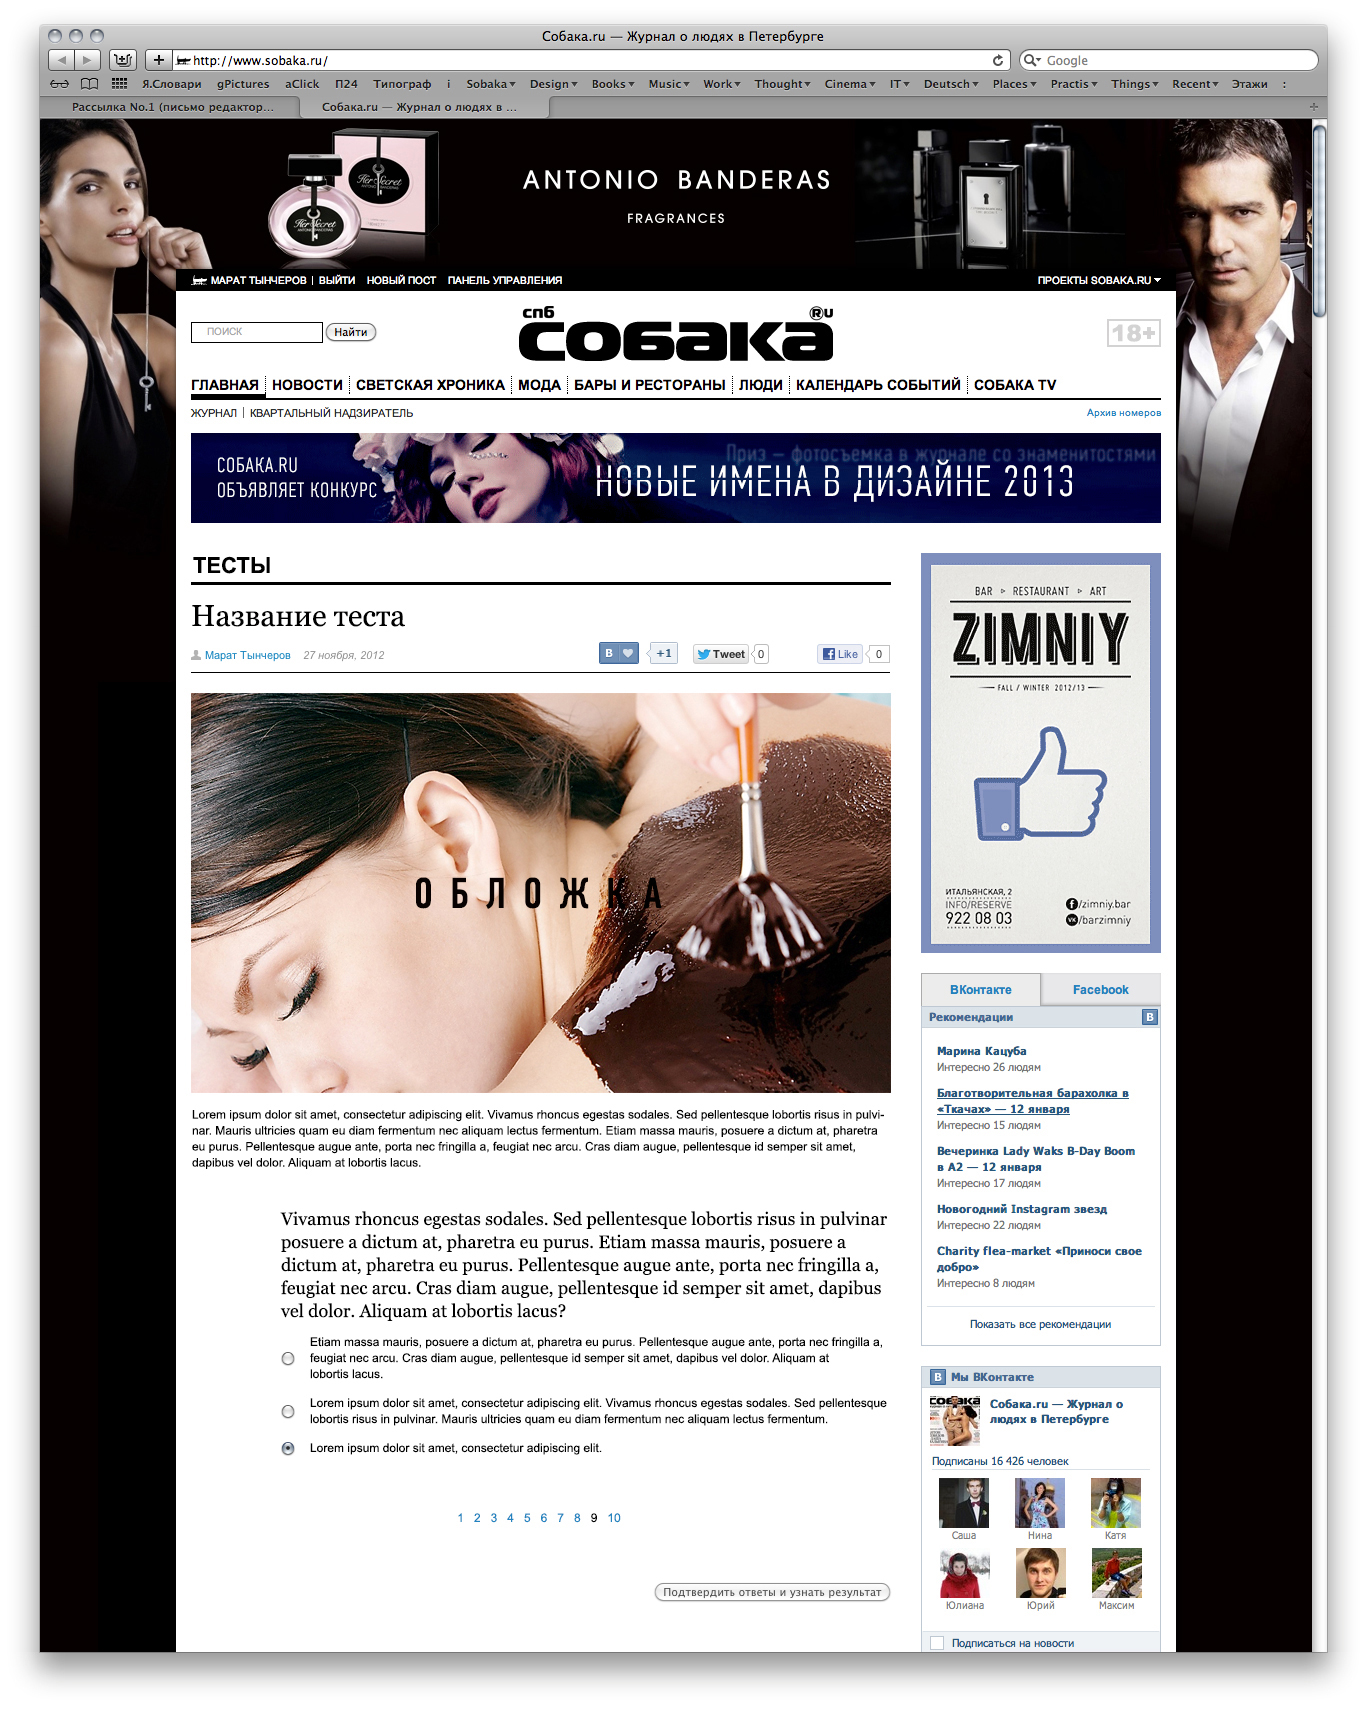 Собака.ru — Журнал о людях в Петербурге
http://www.sobaka.ru/
Google
Я.Словари gPictures aClick П24 Типограф i Sobaka Design Books Music Work Thought Cinema IT Deutsch Places Practis Things Recent Этажи :
Рассылка No.1 (письмо редактор...
Собака.ru — Журнал о людях в ...
Her Secret
ANTONIO BANDERAS
Her Secret
ANTONIO BANDERAS
ANTONIO BANDERAS
FRAGRANCES
МАРАТ ТЫНЧЕРОВ | ВЫЙТИ НОВЫЙ ПОСТ ПАНЕЛЬ УПРАВЛЕНИЯ
ПРОЕКТЫ SOBAKA.RU
ПОИСК
Найти
спб
собака
®u
18+
ГЛАВНАЯ НОВОСТИ СВЕТСКАЯ ХРОНИКА МОДА БАРЫ И РЕСТОРАНЫ ЛЮДИ КАЛЕНДАРЬ СОБЫТИЙ СОБАКА TV
ЖУРНАЛ | КВАРТАЛЬНЫЙ НАДЗИРАТЕЛЬ
Архив номеров
СОБАКА.RU
ОБЪЯВЛЯЕТ КОНКУРС
Приз — фотосъемка в журнале со знаменитостями
НОВЫЕ ИМЕНА В ДИЗАЙНЕ 2013
ТЕСТЫ
Название теста
Марат Тынчеров 27 ноября, 2012
В +1
Tweet 0
Like 0
ОБЛОЖКА
Lorem ipsum dolor sit amet, consectetur adipiscing elit. Vivamus rhoncus egestas sodales. Sed pellentesque lobortis risus in pulvi-
nar. Mauris ultricies quam eu diam fermentum nec aliquam lectus fermentum. Etiam massa mauris, posuere a dictum at, pharetra
eu purus. Pellentesque augue ante, porta nec fringilla a, feugiat nec arcu. Cras diam augue, pellentesque id semper sit amet,
dapibus vel dolor. Aliquam at lobortis lacus.
Vivamus rhoncus egestas sodales. Sed pellentesque lobortis risus in pulvinar
posuere a dictum at, pharetra eu purus. Etiam massa mauris, posuere a
dictum at, pharetra eu purus. Pellentesque augue ante, porta nec fringilla a,
feugiat nec arcu. Cras diam augue, pellentesque id semper sit amet, dapibus
vel dolor. Aliquam at lobortis lacus?
Etiam massa mauris, posuere a dictum at, pharetra eu purus. Pellentesque augue ante, porta nec fringilla a,
feugiat nec arcu. Cras diam augue, pellentesque id semper sit amet, dapibus vel dolor. Aliquam at
lobortis lacus.
Lorem ipsum dolor sit amet, consectetur adipiscing elit. Vivamus rhoncus egestas sodales. Sed pellentesque
lobortis risus in pulvinar. Mauris ultricies quam eu diam fermentum nec aliquam lectus fermentum.
Lorem ipsum dolor sit amet, consectetur adipiscing elit.
1 2 3 4 5 6 7 8 9 10
Подтвердить ответы и узнать результат
BAR ▹ RESTAURANT ▹ ART
ZIMNIY
FALL / WINTER 2012/13
ИТАЛЬЯНСКАЯ, 2
INFO/RESERVE
922 08 03
/zimniy.bar
/barzimniy
ВКонтакте
Facebook
Рекомендации
В
Марина Кацуба
Интересно 26 людям
Благотворительная барахолка в
«Ткачах» — 12 января
Интересно 15 людям
Вечеринка Lady Waks B-Day Boom
в А2 — 12 января
Интересно 17 людям
Новогодний Instagram звезд
Интересно 22 людям
Charity flea-market «Приноси свое
добро»
Интересно 8 людям
Показать все рекомендации
В Мы ВКонтакте
собака
Собака.ru — Журнал о
людях в Петербурге
Подписаны 16 426 человек
Саша Нина Катя
Юлиана Юрий Максим
Подписаться на новости